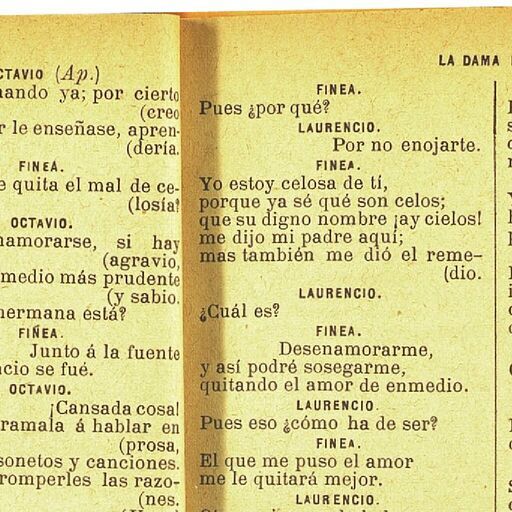 CTAVIO (Ap.)
nando ya; por cierto
(creo
r le enseñase, apren-
(dería.
FINEA.
e quita el mal de ce-
(losía?
OCTAVIO.
namorarse, si hay
(agravio,
medio más prudente
(y sabio.
hermana está?
FIÑEA.
Junto á la fuente
cio se fué.
OCTAVIO.
¡Cansada cosa!
ramala á hablar en
(prosa,
sonetos y canciones.
romperles las razo-
(nes.
LA DAMA
FINEA.
Pues ¿por qué?
LAURENCIO.
Por no enojarte.
FINEA.
Yo estoy celosa de tí,
porque ya sé qué son celos;
que su digno nombre ¡ay cielos!
me dijo mi padre aquí;
mas también me dió el reme-
(dio.
LAURENCIO.
¿Cuál es?
FINEA.
Desenamorarme,
y así podré sosegarme,
quitando el amor de enmedio.
LAURENCIO.
Pues eso ¿cómo ha de ser?
FINEA.
El que me puso el amor
me le quitará mejor.
LAURENCIO.